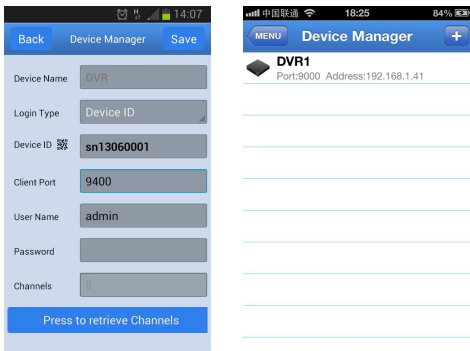 14:07
Back Device Manager Save
Device Name DVR
Login Type Device ID
Device ID sn13060001
Client Port 9400
User Name admin
Password
Channels 8
Press to retrieve Channels
中国联通 18:25 84%
MENU Device Manager +
DVR1
Port:9000 Address:192.168.1.41